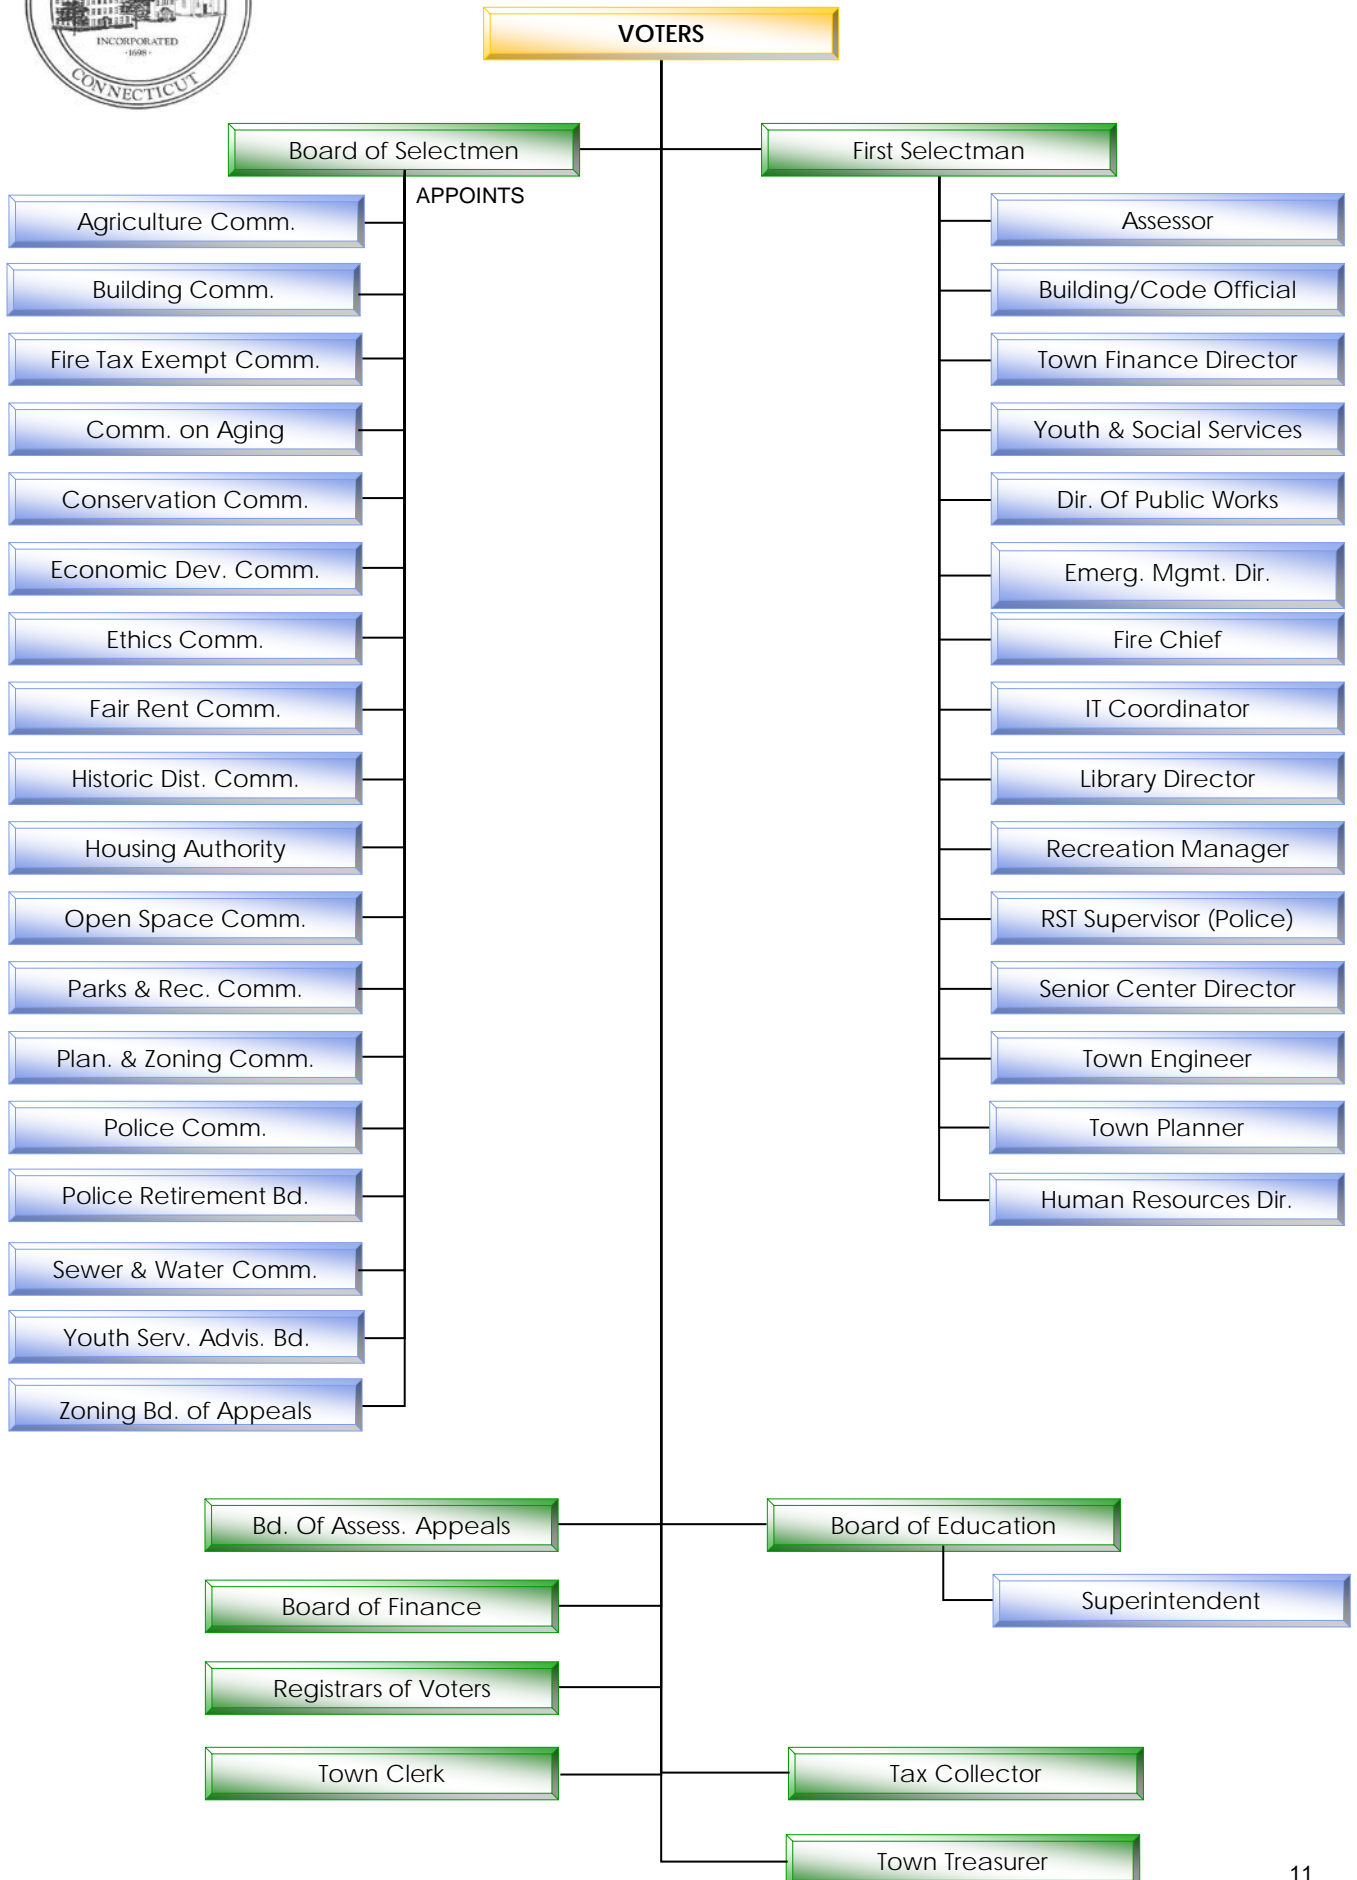 INCORPORATED
-1698-
CONNECTICUT
VOTERS
Board of Selectmen
First Selectman
APPOINTS
Agriculture Comm.
Building Comm.
Fire Tax Exempt Comm.
Comm. on Aging
Conservation Comm.
Economic Dev. Comm.
Ethics Comm.
Fair Rent Comm.
Historic Dist. Comm.
Housing Authority
Open Space Comm.
Parks & Rec. Comm.
Plan. & Zoning Comm.
Police Comm.
Police Retirement Bd.
Sewer & Water Comm.
Youth Serv. Advis. Bd.
Zoning Bd. of Appeals
Assessor
Building/Code Official
Town Finance Director
Youth & Social Services
Dir. Of Public Works
Emerg. Mgmt. Dir.
Fire Chief
IT Coordinator
Library Director
Recreation Manager
RST Supervisor (Police)
Senior Center Director
Town Engineer
Town Planner
Human Resources Dir.
Bd. Of Assess. Appeals
Board of Education
Superintendent
Board of Finance
Registrars of Voters
Town Clerk
Tax Collector
Town Treasurer
11